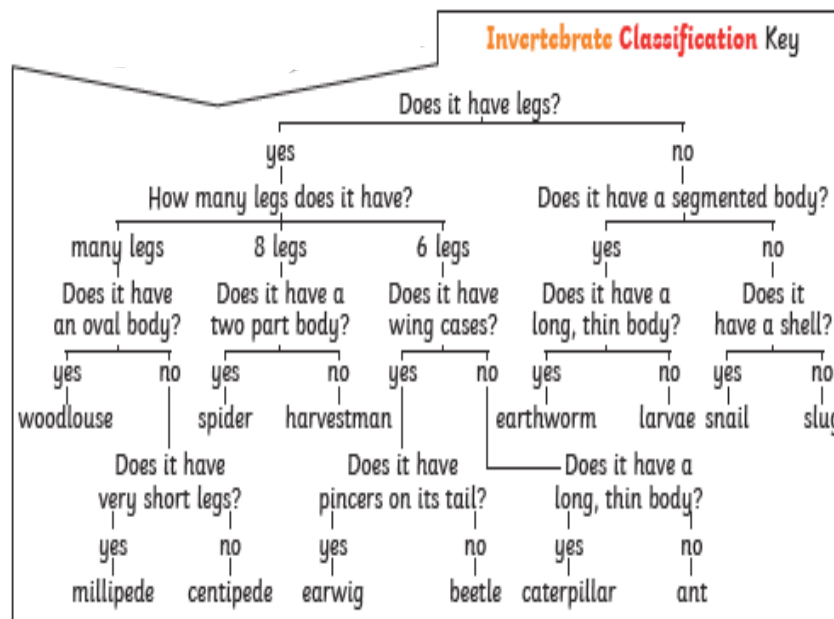 Invertebrate Classification Key
Does it have legs?
yes no
How many legs does it have? Does it have a segmented body?
many legs 8 legs 6 legs yes no
Does it have Does it have a Does it have Does it have a Does it
an oval body? two part body? wing cases? long, thin body? have a shell?
yes no yes no yes no yes no yes no
woodlouse spider harvestman earthworm larvae snail slug
Does it have Does it have Does it have a
very short legs? pincers on its tail? long, thin body?
yes no yes no yes no
millipede centipede earwig beetle caterpillar ant